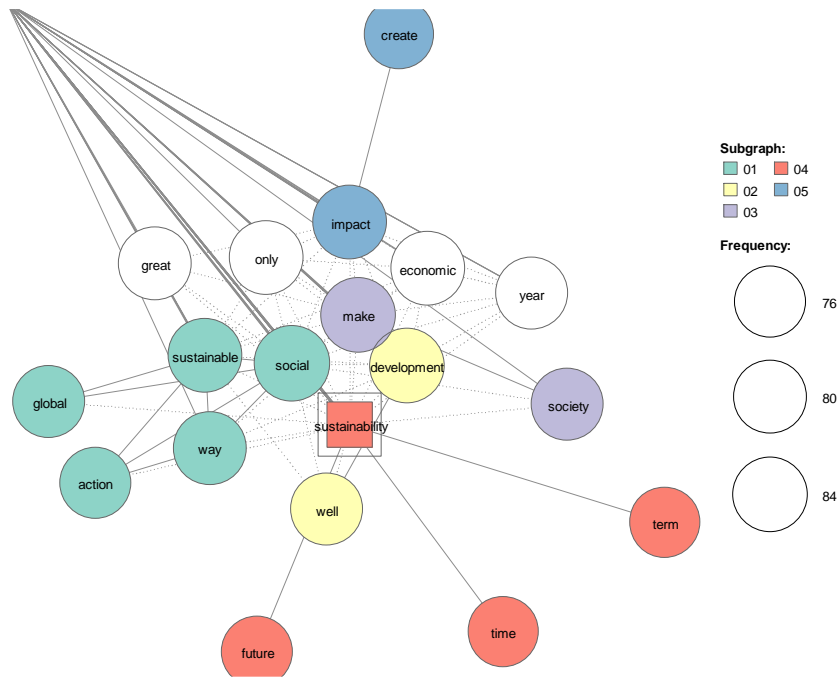 create
impact
great
only
economic
year
make
sustainable
social
development
global
society
sustainability
way
action
well
term
time
future
Subgraph:
01 04
02 05
03
Frequency:
76
80
84